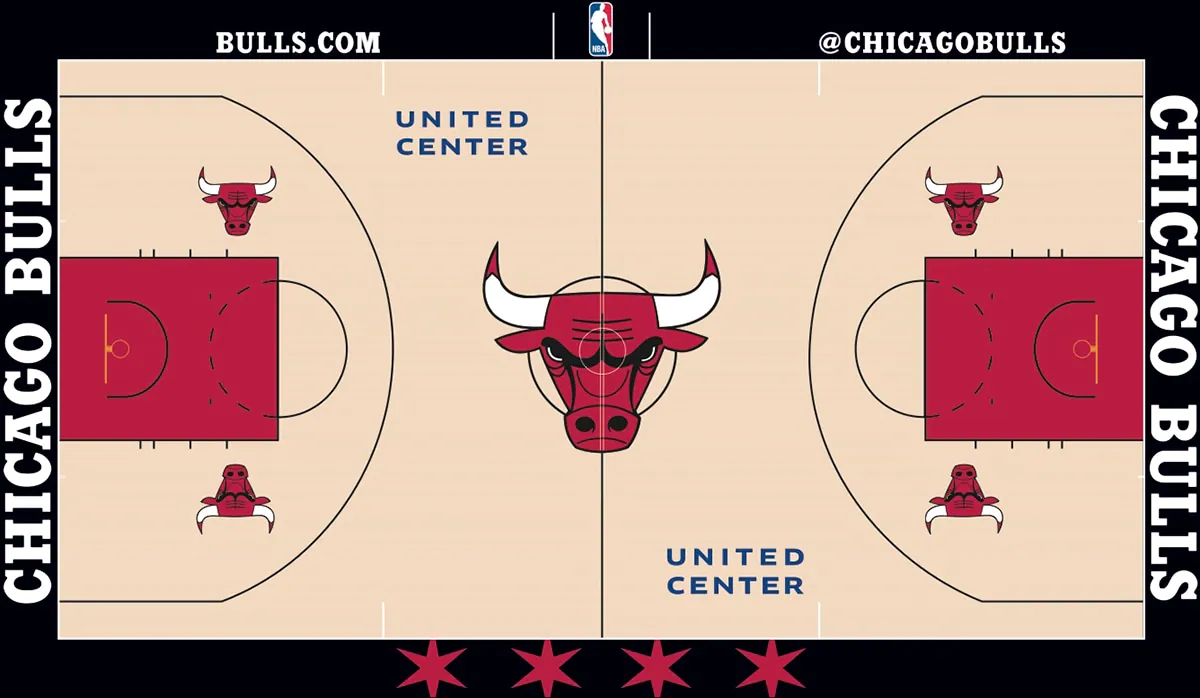 BULLS.COM
NBA
@CHICAGOBULLS
CHICAGO BULLS
UNITED
CENTER
CHICAGO BULLS
UNITED
CENTER